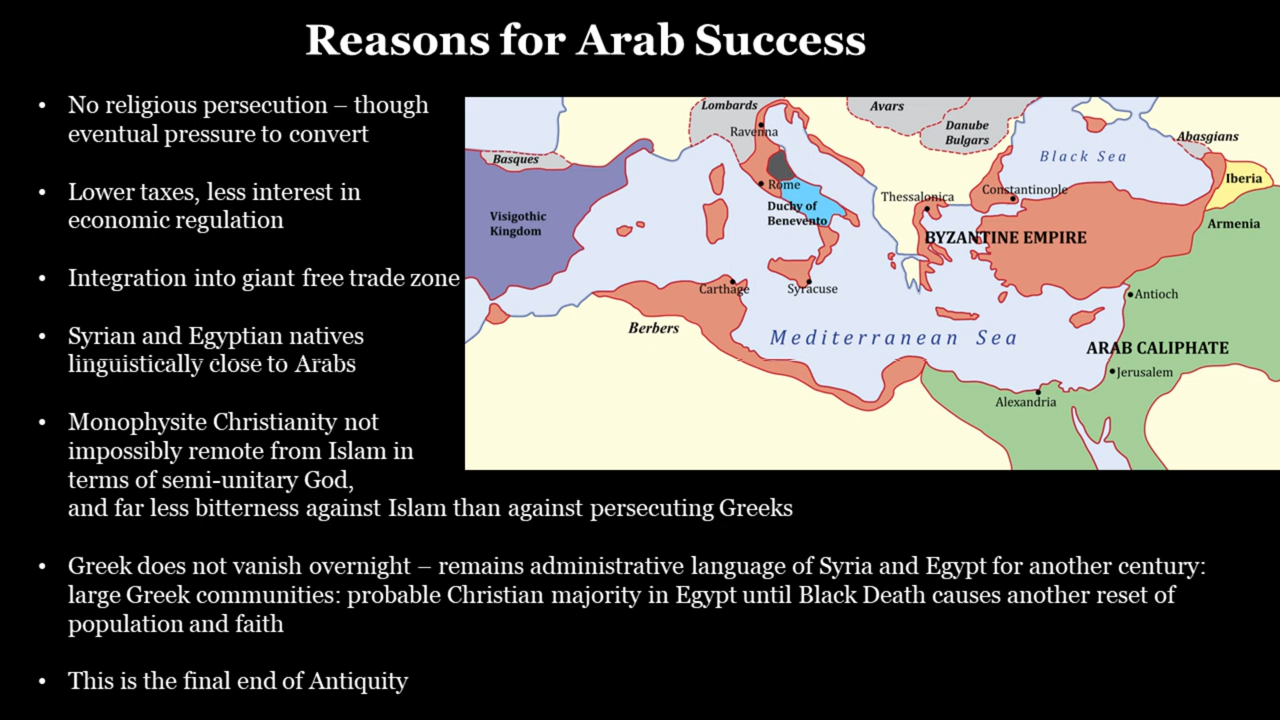 Reasons for Arab Success
• No religious persecution – though
eventual pressure to convert
• Lower taxes, less interest in
economic regulation
• Integration into giant free trade zone
• Syrian and Egyptian natives
linguistically close to Arabs
• Monophysite Christianity not
impossibly remote from Islam in
terms of semi-unitary God,
and far less bitterness against Islam than against persecuting Greeks
• Greek does not vanish overnight – remains administrative language of Syria and Egypt for another century:
large Greek communities: probable Christian majority in Egypt until Black Death causes another reset of
population and faith
• This is the final end of Antiquity
Lombards
Avars
Ravenna
Danube
Bulgars
Abasgians
Basques
Black Sea
Iberia
Rome
Constantinople
Thessalonica
Duchy of
Benevento
Visigothic
Kingdom
Armenia
BYZANTINE EMPIRE
Carthage
Syracuse
Antioch
Berbers
Mediterranean Sea
ARAB CALIPHATE
Jerusalem
Alexandria